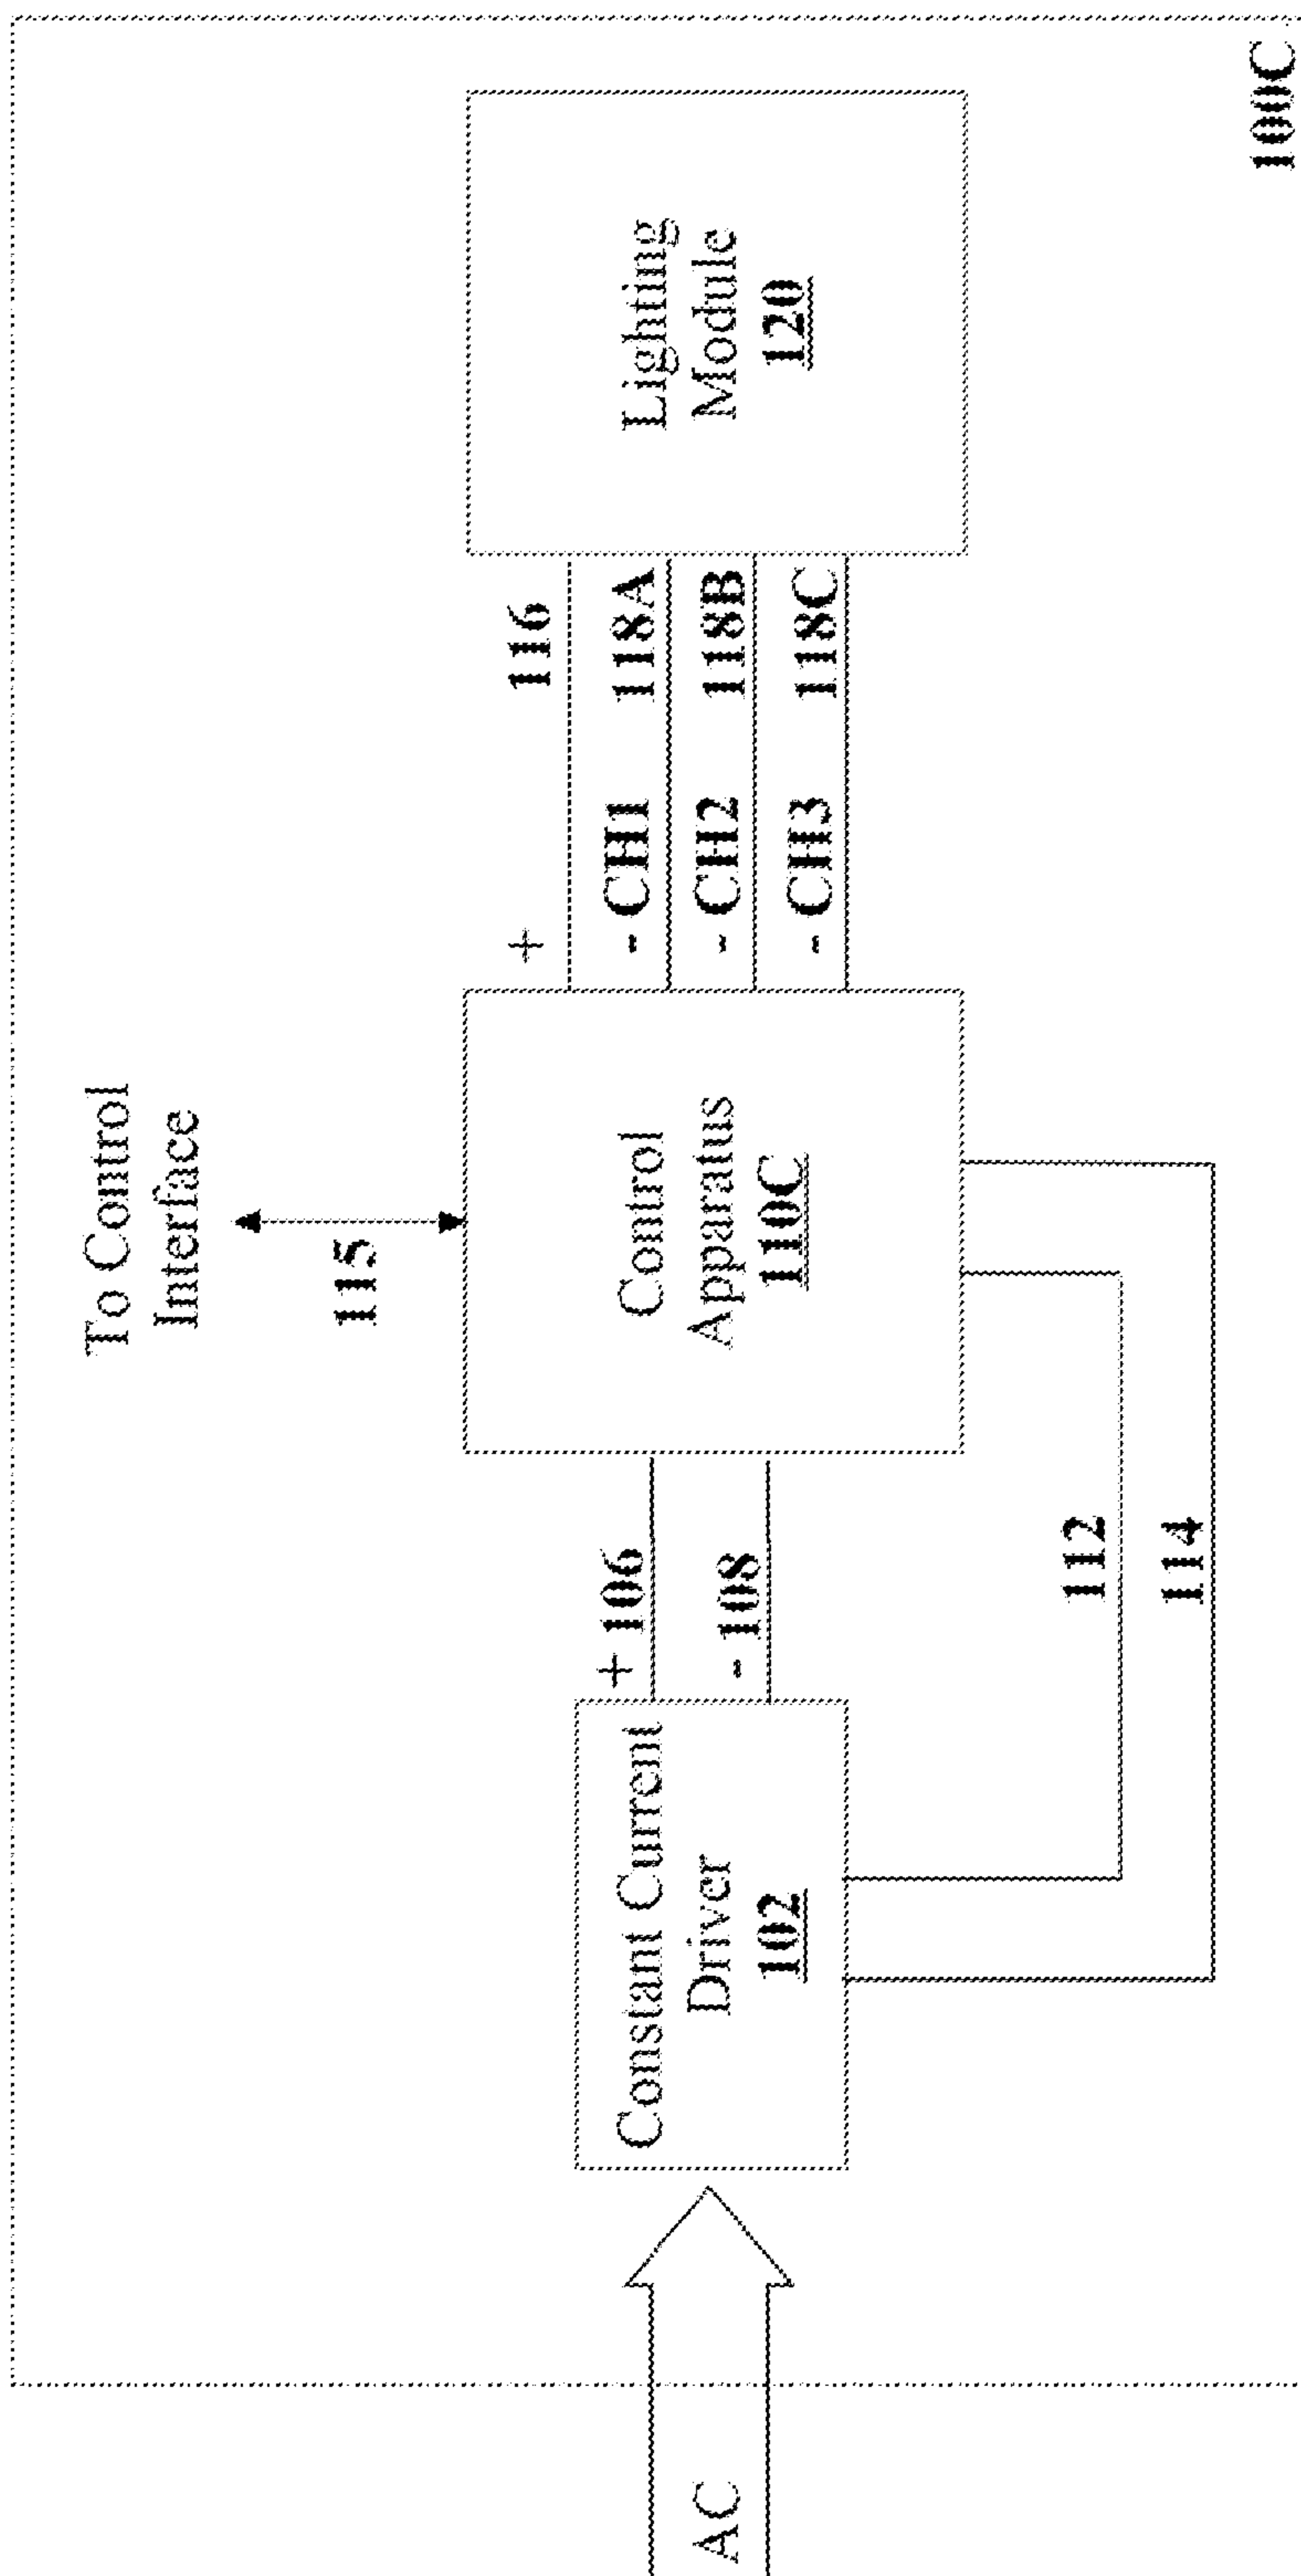 To Control
Interface
115
AC
Constant Current
Driver
102
+ 106
- 108
Control
Apparatus
110C
+
116
- CH1
118A
- CH2
118B
- CH3
118C
Lighting
Module
120
112
114
100C